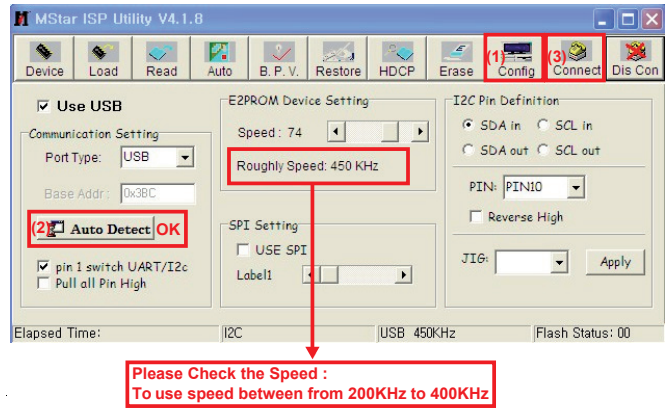 MStar ISP Utility V4.1.8
Device Load Read Auto B. P. V. Restore HDCP Erase (1) Config (3) Connect Dis Con
Use USB
Communication Setting
Port Type: USB
Base Addr: 0x3BC
(2) Auto Detect OK
pin 1 switch UART/I2c
Pull all Pin High
E2PROM Device Setting
Speed : 74
Roughly Speed: 450 KHz
SPI Setting
USE SPI
Label1
I2C Pin Definition
SDA in SCL in
SDA out SCL out
PIN: PIN10
Reverse High
JIG: Apply
Elapsed Time: I2C USB 450KHz Flash Status: 00
Please Check the Speed :
To use speed between from 200KHz to 400KHz